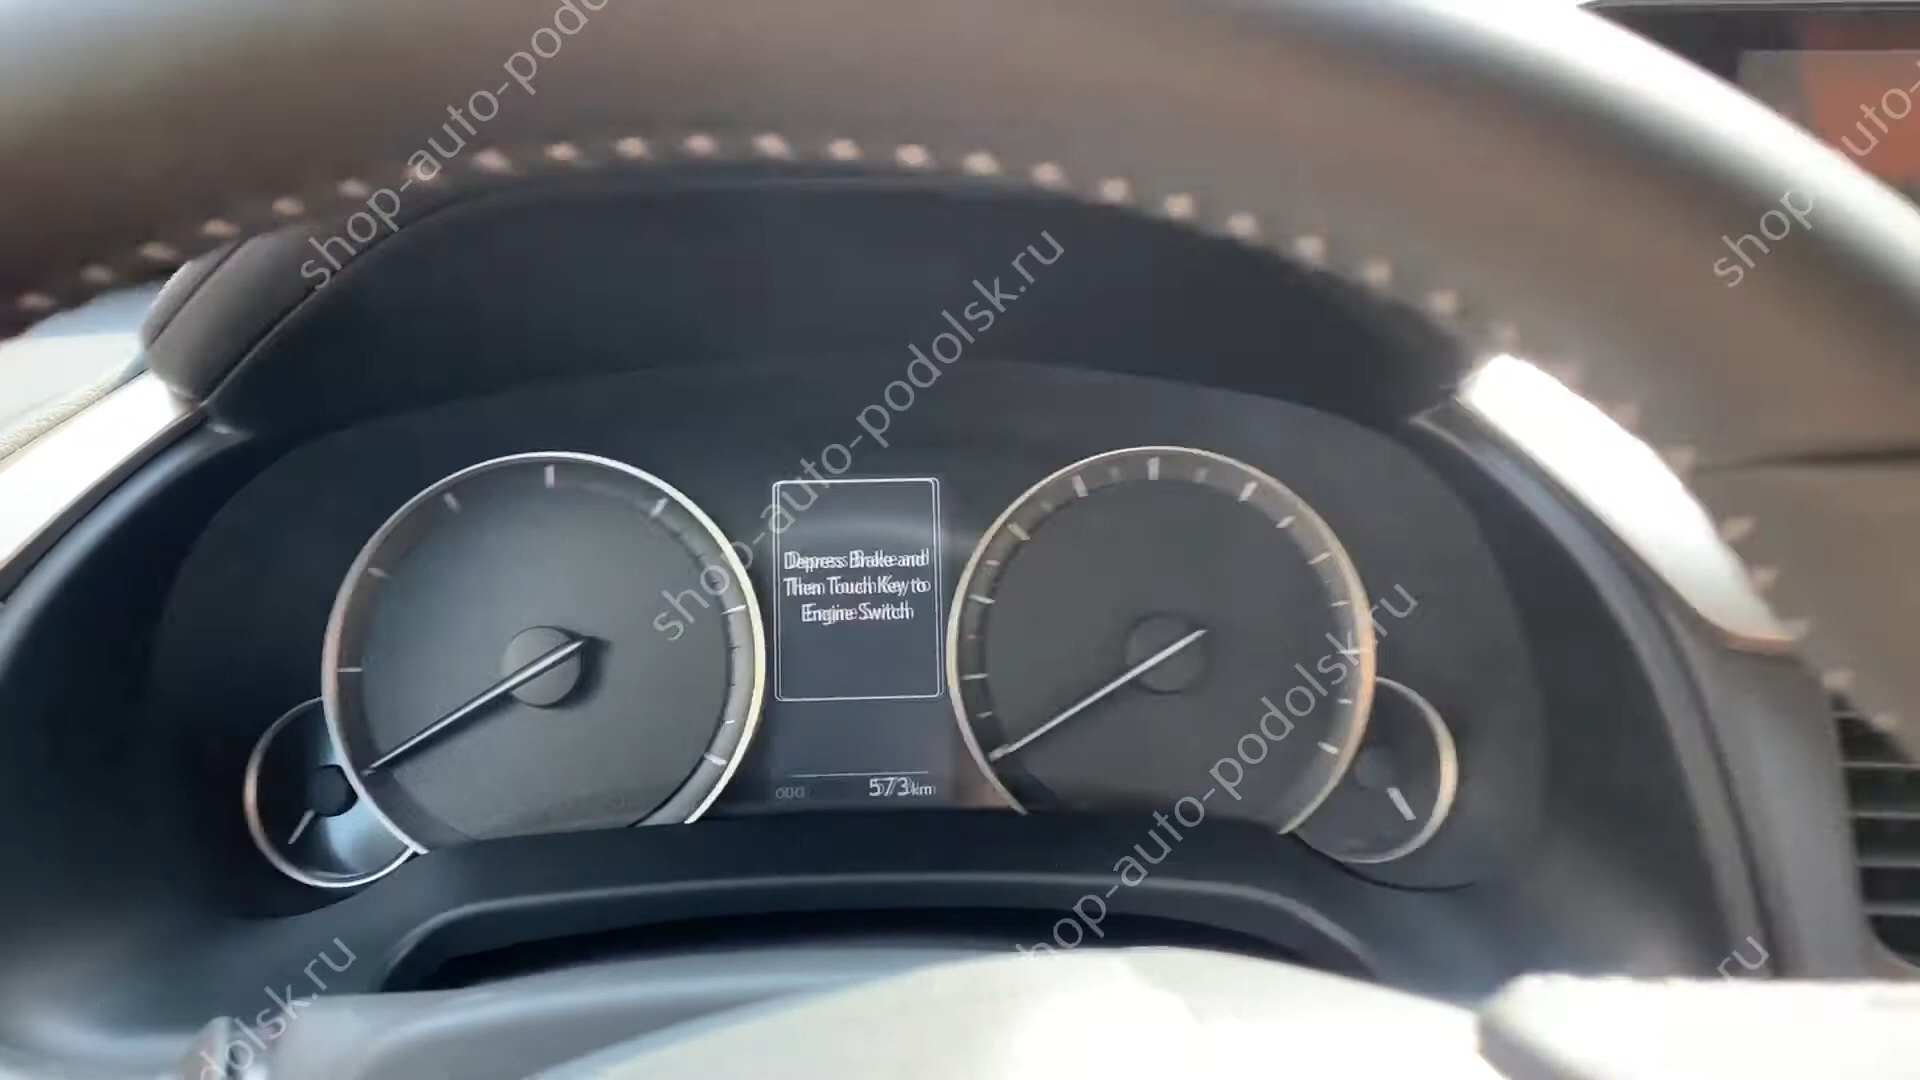 shop-auto-podolsk.ru
shop-auto-podolsk.ru
shop-auto-podolsk.ru
shop-auto-podolsk.ru
Depress Brake and
Then Touch Key to
Engine Switch
ODO 573 km